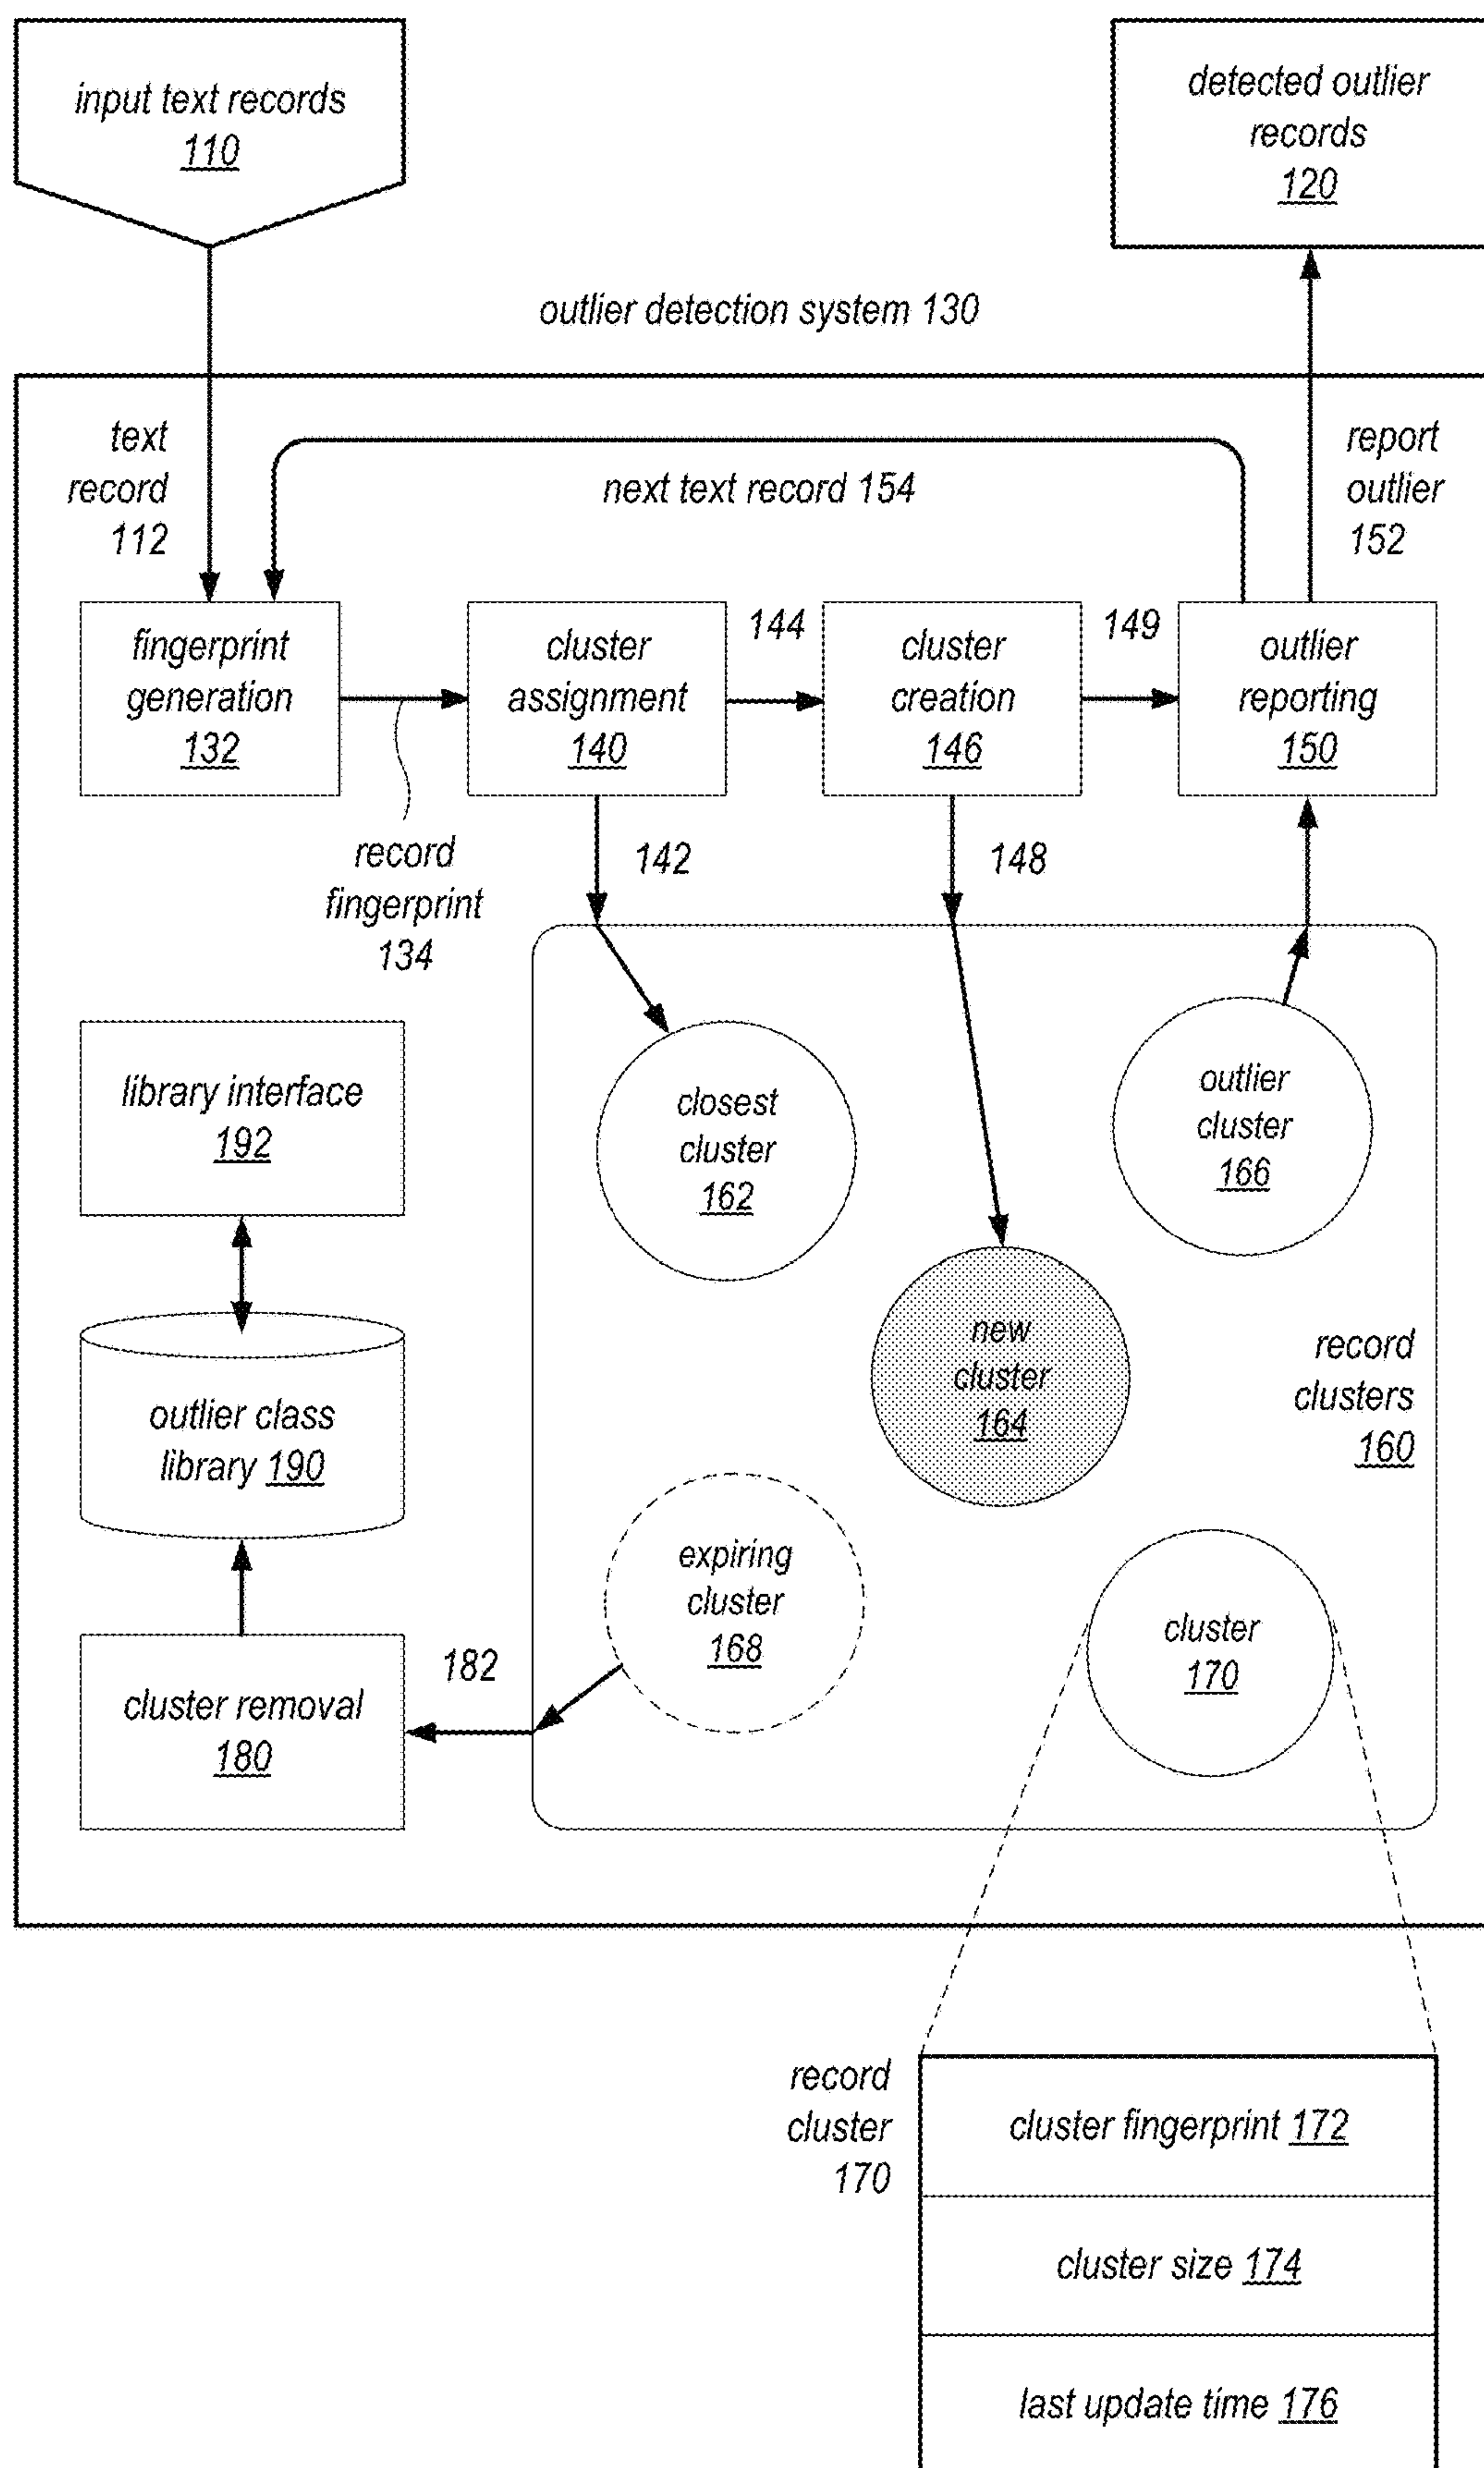 input text records
110
detected outlier
records
120
outlier detection system 130
text
record
112
next text record 154
report
outlier
152
fingerprint
generation
132
cluster
assignment
140
144
cluster
creation
146
149
outlier
reporting
150
record
fingerprint
134
142
148
library interface
192
closest
cluster
162
outlier
cluster
166
new
cluster
164
record
clusters
160
outlier class
library 190
expiring
cluster
168
cluster
170
182
cluster removal
180
record
cluster
170
cluster fingerprint 172
cluster size 174
last update time 176